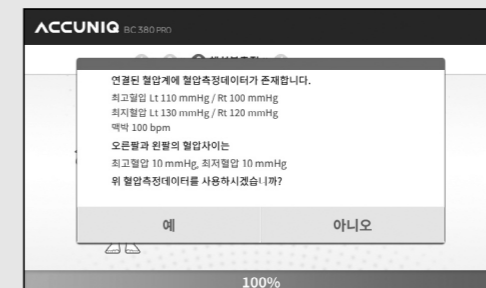 ACCUNIQ BC 380 PRO
연결된 혈압계에 혈압측정데이터가 존재합니다.
최고혈압 Lt 110 mmHg / Rt 100 mmHg
최저혈압 Lt 130 mmHg / Rt 120 mmHg
맥박 100 bpm
오른팔과 왼팔의 혈압차이는
최고혈압 10 mmHg, 최저혈압 10 mmHg
위 혈압측정데이터를 사용하시겠습니까?
예 아니오
100%